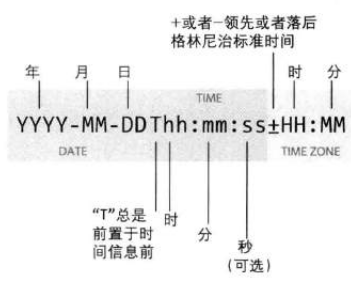 +或者−领先或者落后
格林尼治标准时间
年 月 日 时 分
TIME
YYYY-MM-DDThh:mm:ss±HH:MM
DATE TIME ZONE
“T”总是
前置于时
间信息前
时
分
秒
(可选)